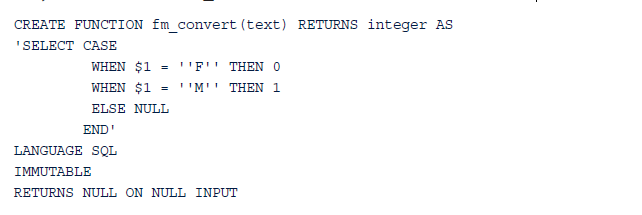 CREATE FUNCTION fm_convert(text) RETURNS integer AS
'SELECT CASE
WHEN $1 = ''F'' THEN 0
WHEN $1 = ''M'' THEN 1
ELSE NULL
END'
LANGUAGE SQL
IMMUTABLE
RETURNS NULL ON NULL INPUT